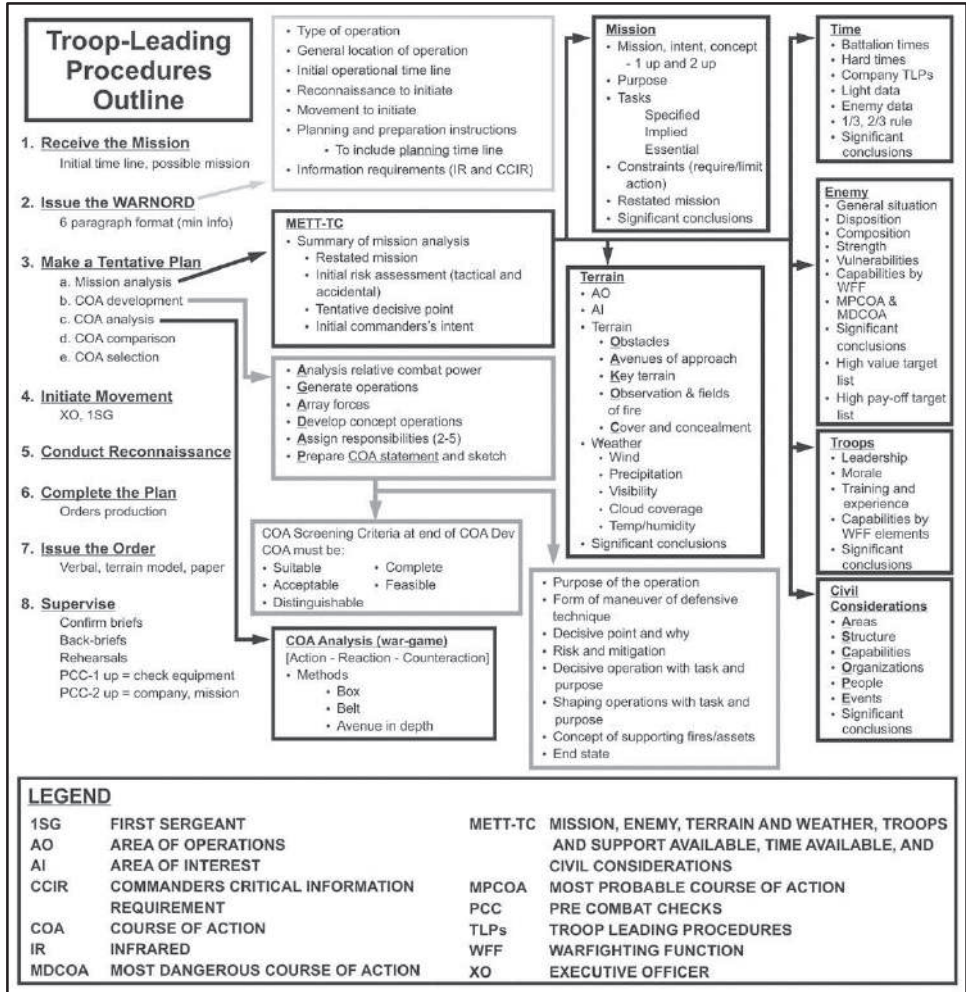 Troop-Leading
Procedures
Outline
1. Receive the Mission
Initial time line, possible mission
2. Issue the WARNORD
6 paragraph format (min info)
3. Make a Tentative Plan
a. Mission analysis
b. COA development
c. COA analysis
d. COA comparison
e. COA selection
4. Initiate Movement
XO, 1SG
5. Conduct Reconnaissance
6. Complete the Plan
Orders production
7. Issue the Order
Verbal, terrain model, paper
8. Supervise
Confirm briefs
Back-briefs
Rehearsals
PCC-1 up = check equipment
PCC-2 up = company, mission
• Type of operation
• General location of operation
• Initial operational time line
• Reconnaissance to initiate
• Movement to initiate
• Planning and preparation instructions
• To include planning time line
• Information requirements (IR and CCIR)
METT-TC
• Summary of mission analysis
• Restated mission
• Initial risk assessment (tactical and
accidental)
• Tentative decisive point
• Initial commanders's intent
• Analysis relative combat power
• Generate operations
• Array forces
• Develop concept operations
• Assign responsibilities (2-5)
• Prepare COA statement and sketch
COA Screening Criteria at end of COA Dev
COA must be:
• Suitable
• Acceptable
• Distinguishable
• Complete
• Feasible
COA Analysis (war-game)
[Action - Reaction - Counteraction]
• Methods
• Box
• Belt
• Avenue in depth
Mission
• Mission, intent, concept
- 1 up and 2 up
• Purpose
• Tasks
Specified
Implied
Essential
• Constraints (require/limit
action)
• Restated mission
• Significant conclusions
Terrain
• AO
• AI
• Terrain
• Obstacles
• Avenues of approach
• Key terrain
• Observation & fields
of fire
• Cover and concealment
• Weather
• Wind
• Precipitation
• Visibility
• Cloud coverage
• Temp/humidity
• Significant conclusions
• Purpose of the operation
• Form of maneuver of defensive
technique
• Decisive point and why
• Risk and mitigation
• Decisive operation with task and
purpose
• Shaping operations with task and
purpose
• Concept of supporting fires/assets
• End state
Time
• Battalion times
• Hard times
• Company TLPs
• Light data
• Enemy data
• 1/3, 2/3 rule
• Significant
conclusions
Enemy
• General situation
• Disposition
• Composition
• Strength
• Vulnerabilities
• Capabilities by
WFF
• MPCOA &
MDCOA
• Significant
conclusions
• High value target
list
• High pay-off target
list
Troops
• Leadership
• Morale
• Training and
experience
• Capabilities by
WFF elements
• Significant
conclusions
Civil
Considerations
• Areas
• Structure
• Capabilities
• Organizations
• People
• Events
• Significant
conclusions
LEGEND
1SG FIRST SERGEANT
AO AREA OF OPERATIONS
AI AREA OF INTEREST
CCIR COMMANDERS CRITICAL INFORMATION
REQUIREMENT
COA COURSE OF ACTION
IR INFRARED
MDCOA MOST DANGEROUS COURSE OF ACTION
METT-TC MISSION, ENEMY, TERRAIN AND WEATHER, TROOPS
AND SUPPORT AVAILABLE, TIME AVAILABLE, AND
CIVIL CONSIDERATIONS
MPCOA MOST PROBABLE COURSE OF ACTION
PCC PRE COMBAT CHECKS
TLPs TROOP LEADING PROCEDURES
WFF WARFIGHTING FUNCTION
XO EXECUTIVE OFFICER